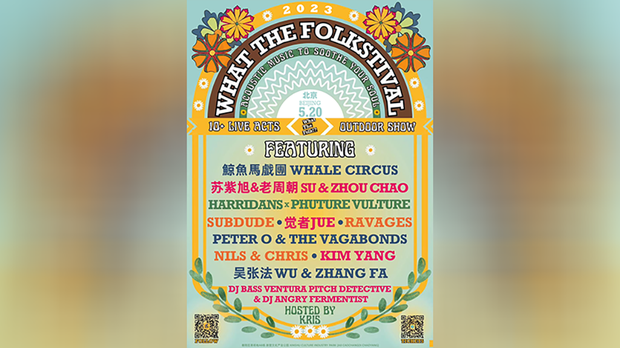 2023
WHAT THE FOLKSTIVAL
ACOUSTIC MUSIC TO SOOTHE YOUR SOUL
北京
BEIJING
5.20
10+ LIVE ACTS
OUTDOOR SHOW
FEATURING
鯨魚馬戲團 WHALE CIRCUS
苏紫旭&老周朝 SU & ZHOU CHAO
HARRIDANS x PHUTURE VULTURE
SUBDUDE • 觉者JUE • RAVAGES
PETER O & THE VAGABONDS
NILS & CHRIS • KIM YANG
吴张法 WU & ZHANG FA
DJ BASS VENTURA PITCH DETECTIVE
& DJ ANGRY FERMENTIST
HOSTED BY
KRIS
FOLLOW